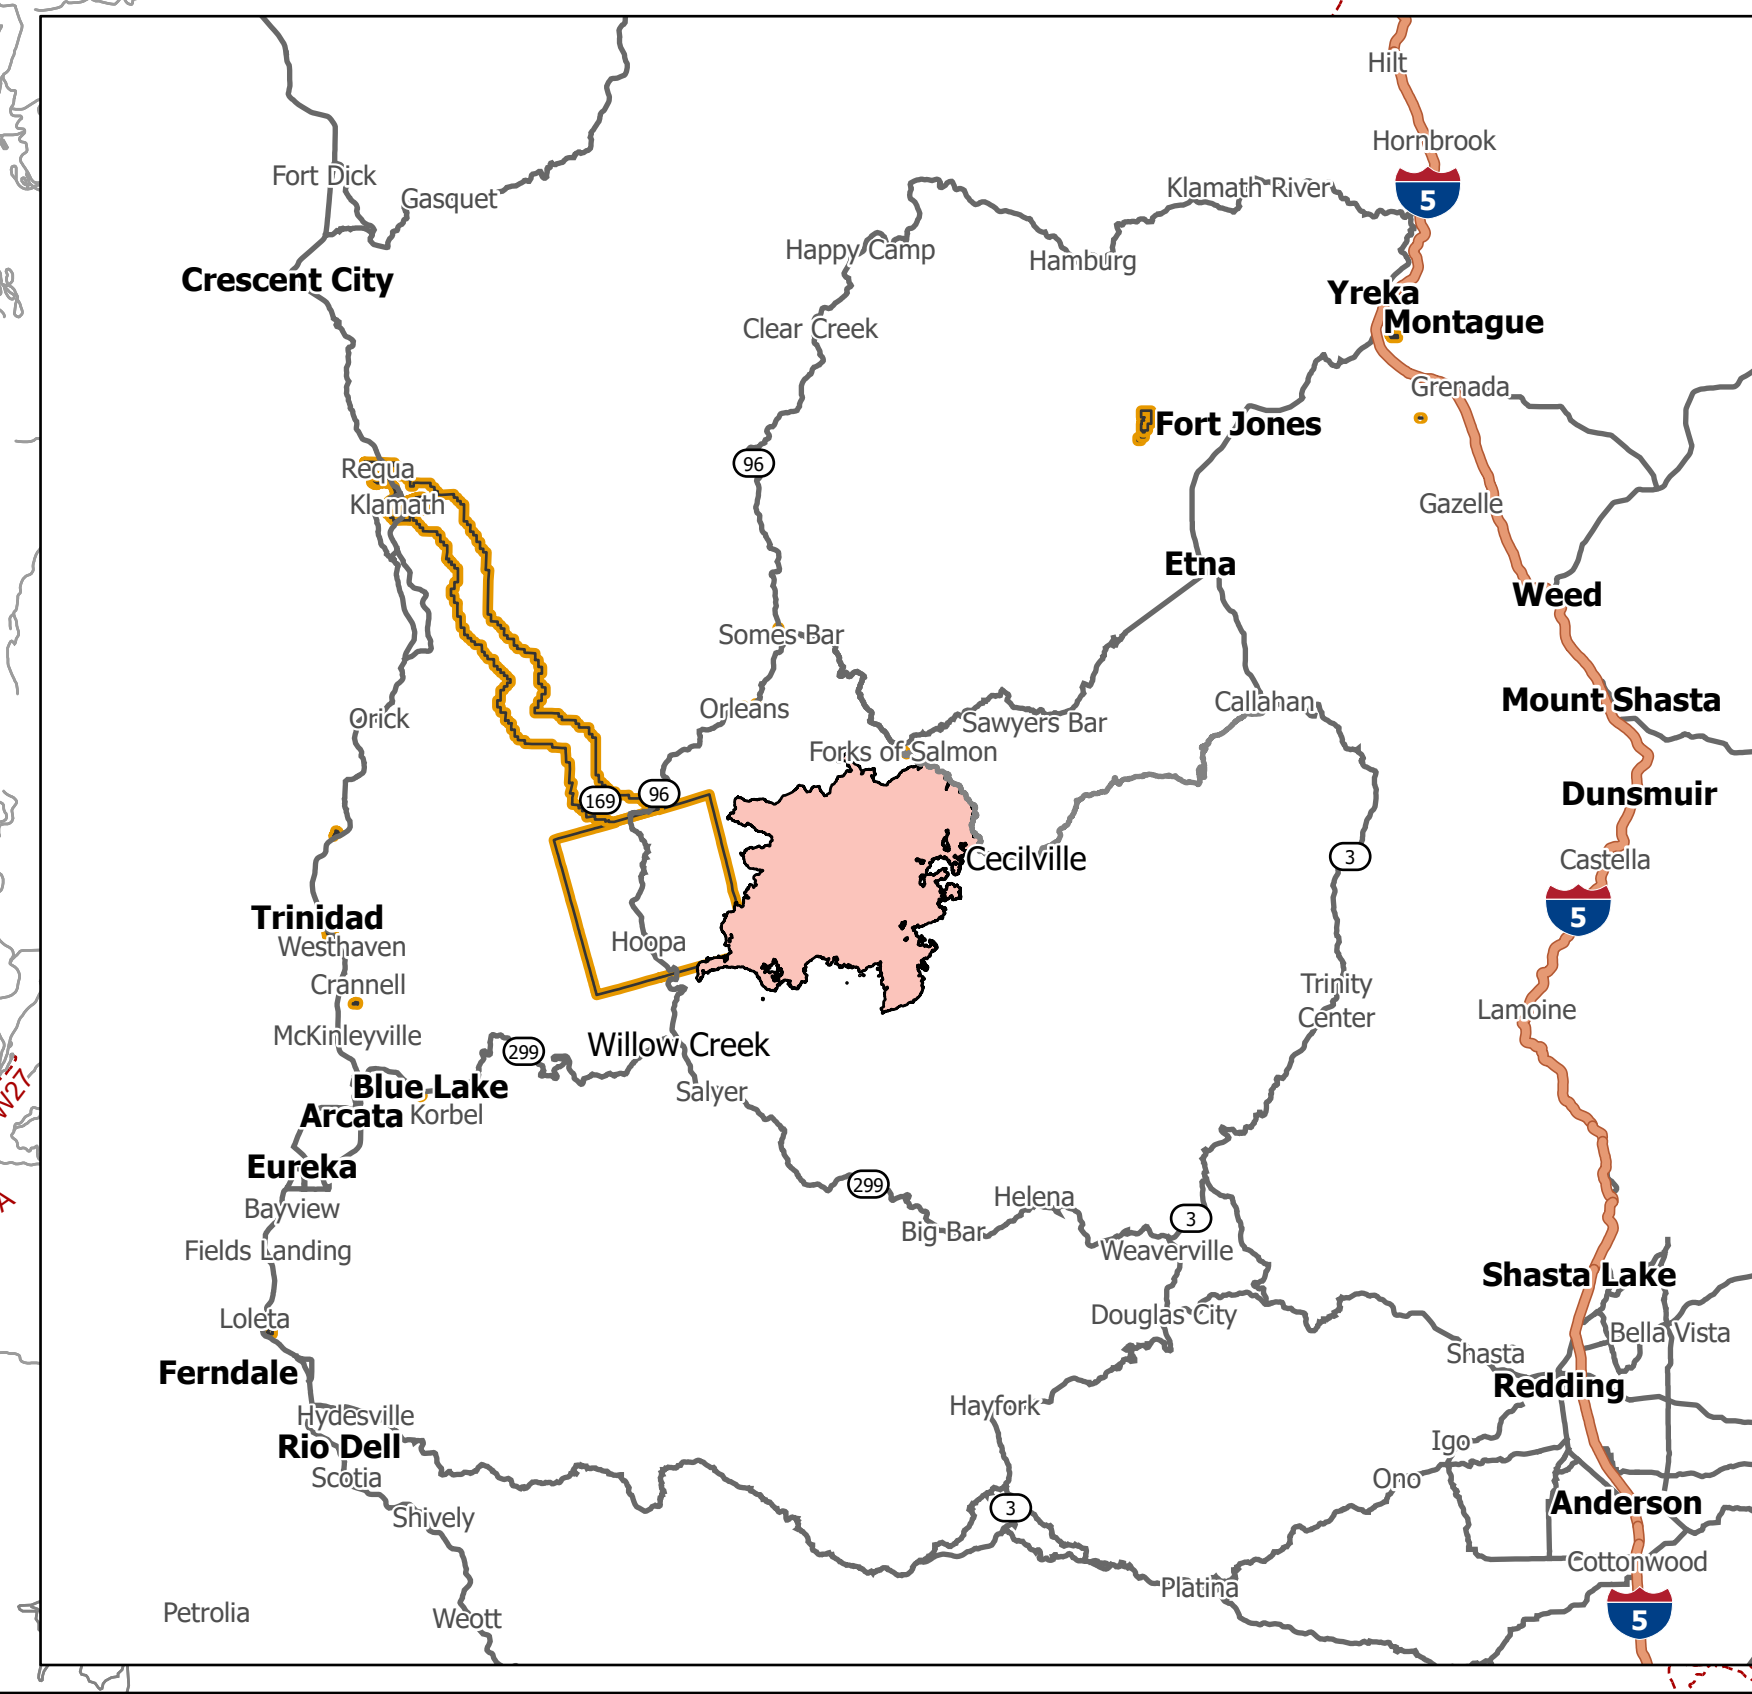 Hilt
Hornbrook
5
Fort Dick
Gasquet
Klamath River
Happy Camp
Hamburg
Crescent City
Yreka
Montague
Clear Creek
Grenada
Fort Jones
96
Requa
Klamath
Gazelle
Etna
Weed
Somes Bar
Orleans
Callahan
Mount Shasta
Orick
Sawyers Bar
Forks of Salmon
169
96
Dunsmuir
Cecilville
3
Castella
5
Trinidad
Westhaven
Hoopa
Crannell
Trinity
Center
Lamoine
McKinleyville
299
Willow Creek
W27
Blue Lake
Salyer
Arcata
Korbel
Eureka
299
A
Helena
Bayview
3
Big Bar
Fields Landing
Weaverville
Shasta Lake
Loleta
Douglas City
Bella Vista
Shasta
Ferndale
Redding
Hayfork
Hydesville
Rio Dell
Igo
Scotia
Ono
3
Anderson
Shively
Cottonwood
Platina
Petrolia
Weott
5